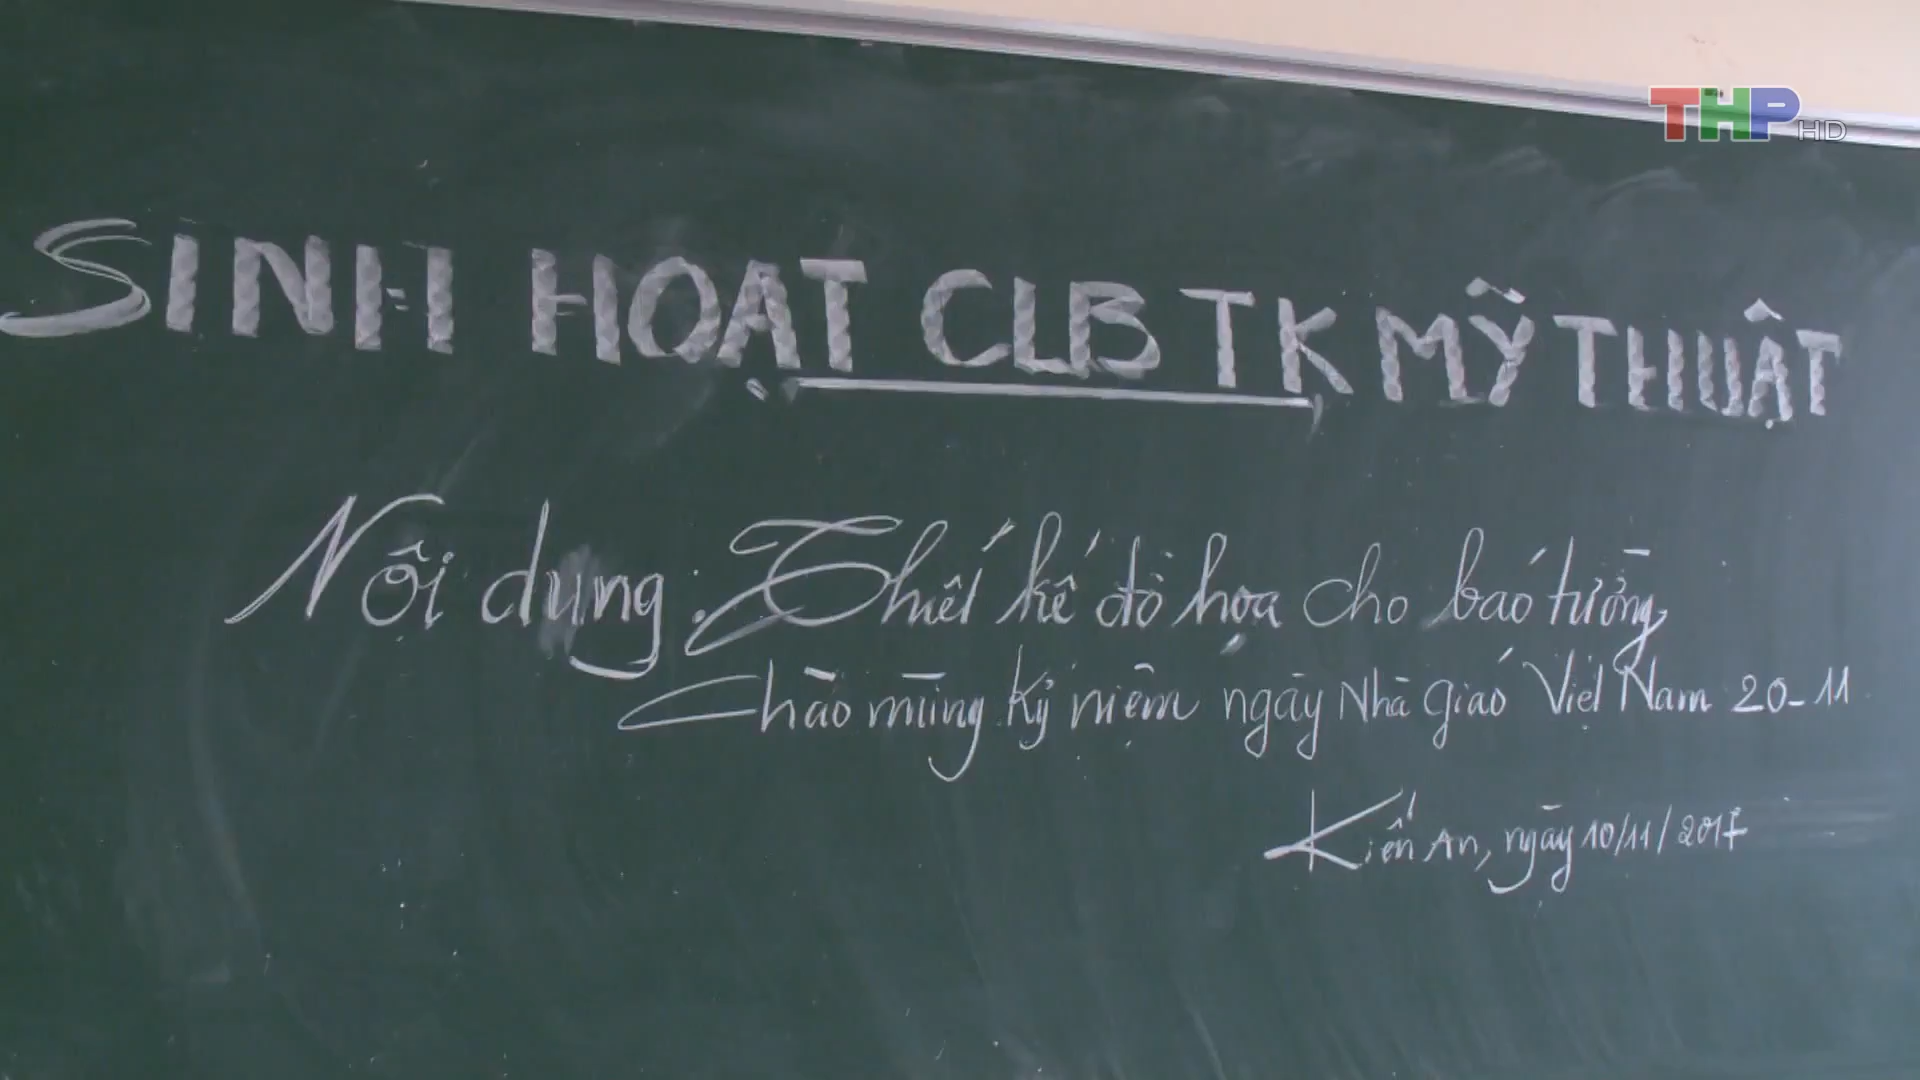 THP HD
SINH HOẠT CLB TK MỸ THUẬT
Nội dung: Thiết kế đồ họa cho báo tường
Chào mừng kỷ niệm ngày Nhà giáo Việt Nam 20-11
Kiến An, ngày 10/11/2017